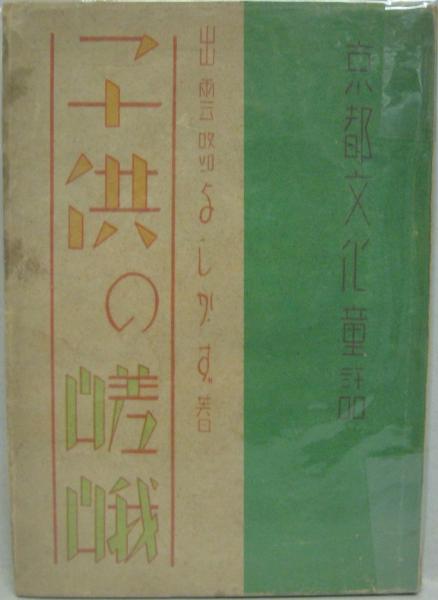 京都文化童話
出雲路よしかず著
子供の嵯峨